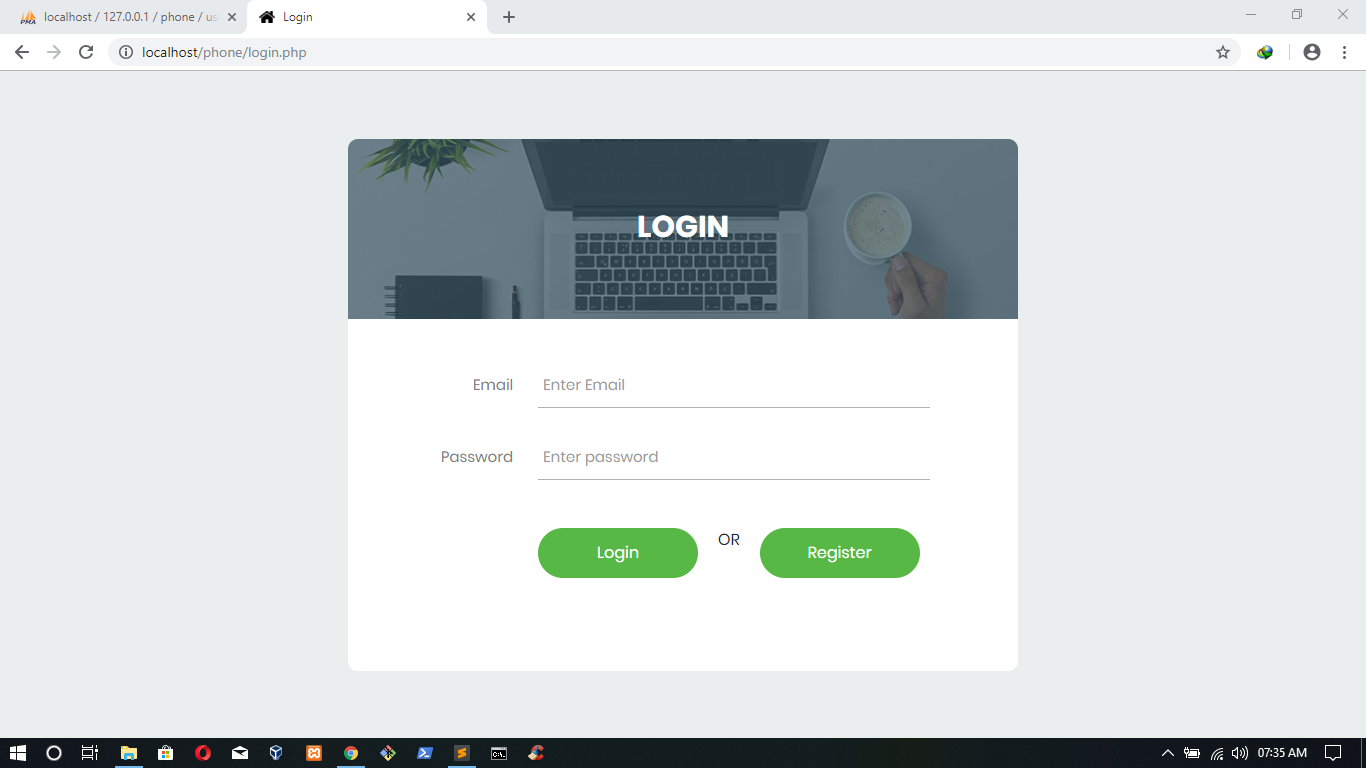 localhost / 127.0.0.1 / phone / us
Login
localhost/phone/login.php
LOGIN
Email
Enter Email
Password
Enter password
Login
OR
Register
07:35 AM